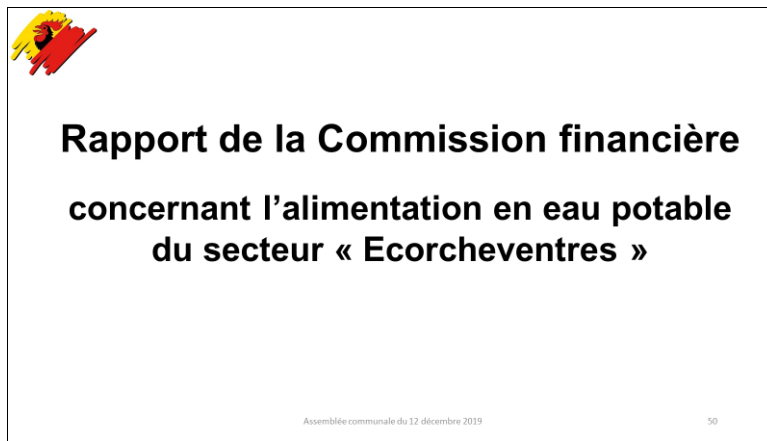 Rapport de la Commission financière
concernant l’alimentation en eau potable
du secteur « Ecorcheventres »
Assemblée communale du 12 décembre 2019
50